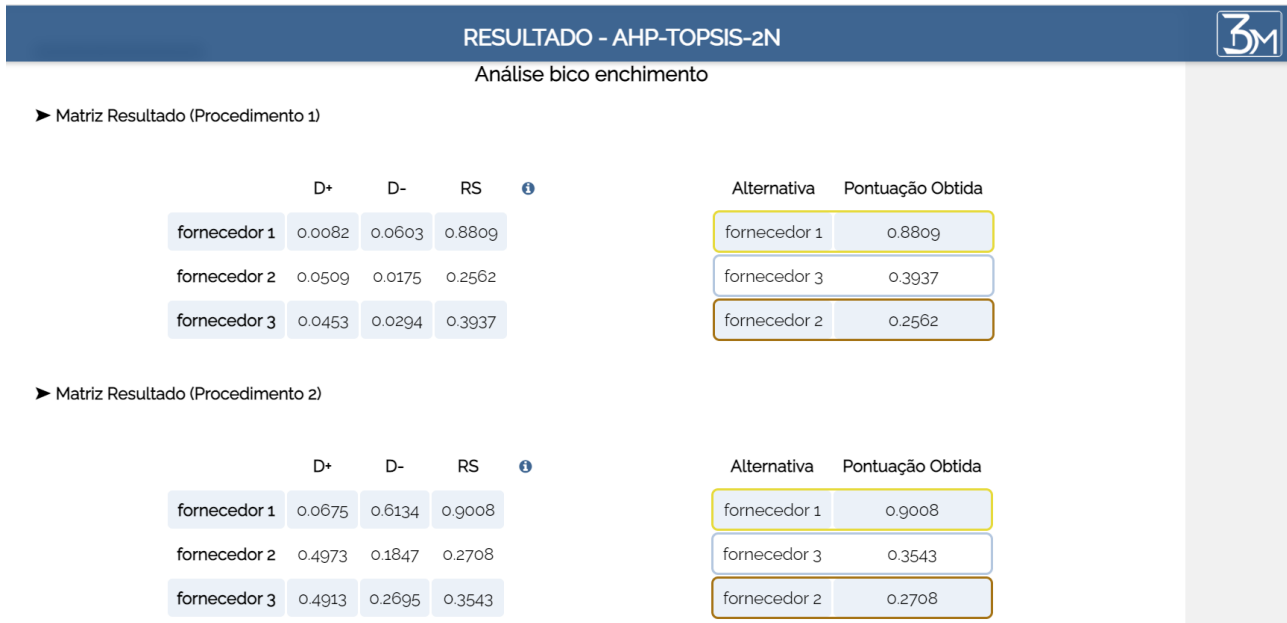 RESULTADO - AHP-TOPSIS-2N
3M
Análise bico enchimento
➤ Matriz Resultado (Procedimento 1)
D+ D- RS Alternativa Pontuação Obtida
fornecedor 1 0.0082 0.0603 0.8809 fornecedor 1 0.8809
fornecedor 2 0.0509 0.0175 0.2562 fornecedor 3 0.3937
fornecedor 3 0.0453 0.0294 0.3937 fornecedor 2 0.2562
➤ Matriz Resultado (Procedimento 2)
D+ D- RS Alternativa Pontuação Obtida
fornecedor 1 0.0675 0.6134 0.9008 fornecedor 1 0.9008
fornecedor 2 0.4973 0.1847 0.2708 fornecedor 3 0.3543
fornecedor 3 0.4913 0.2695 0.3543 fornecedor 2 0.2708